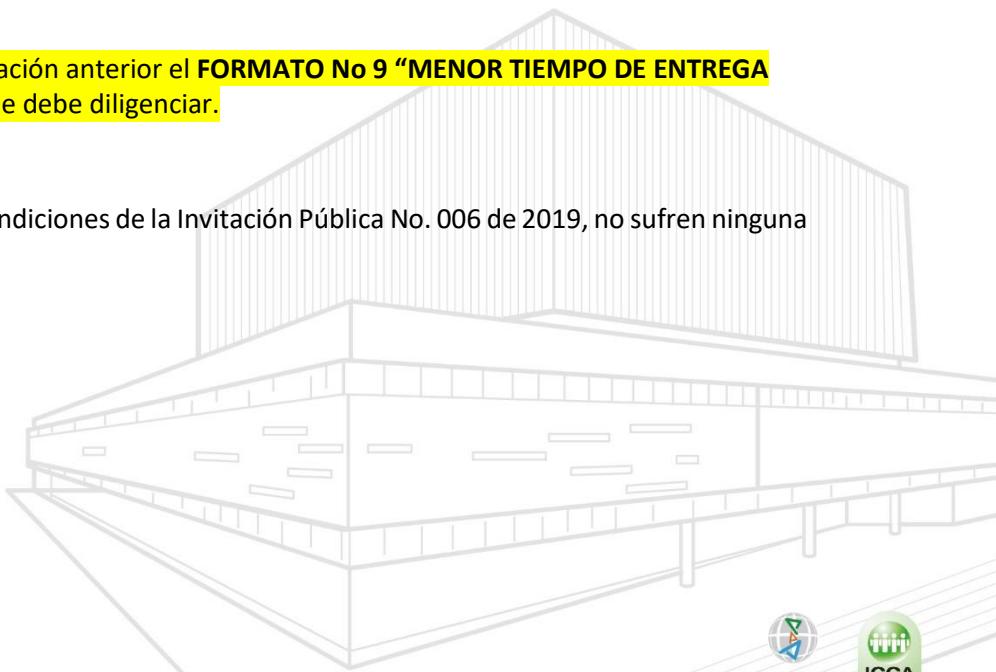 ación anterior el FORMATO No 9 “MENOR TIEMPO DE ENTREGA
e debe diligenciar.
ndiciones de la Invitación Pública No. 006 de 2019, no sufren ninguna